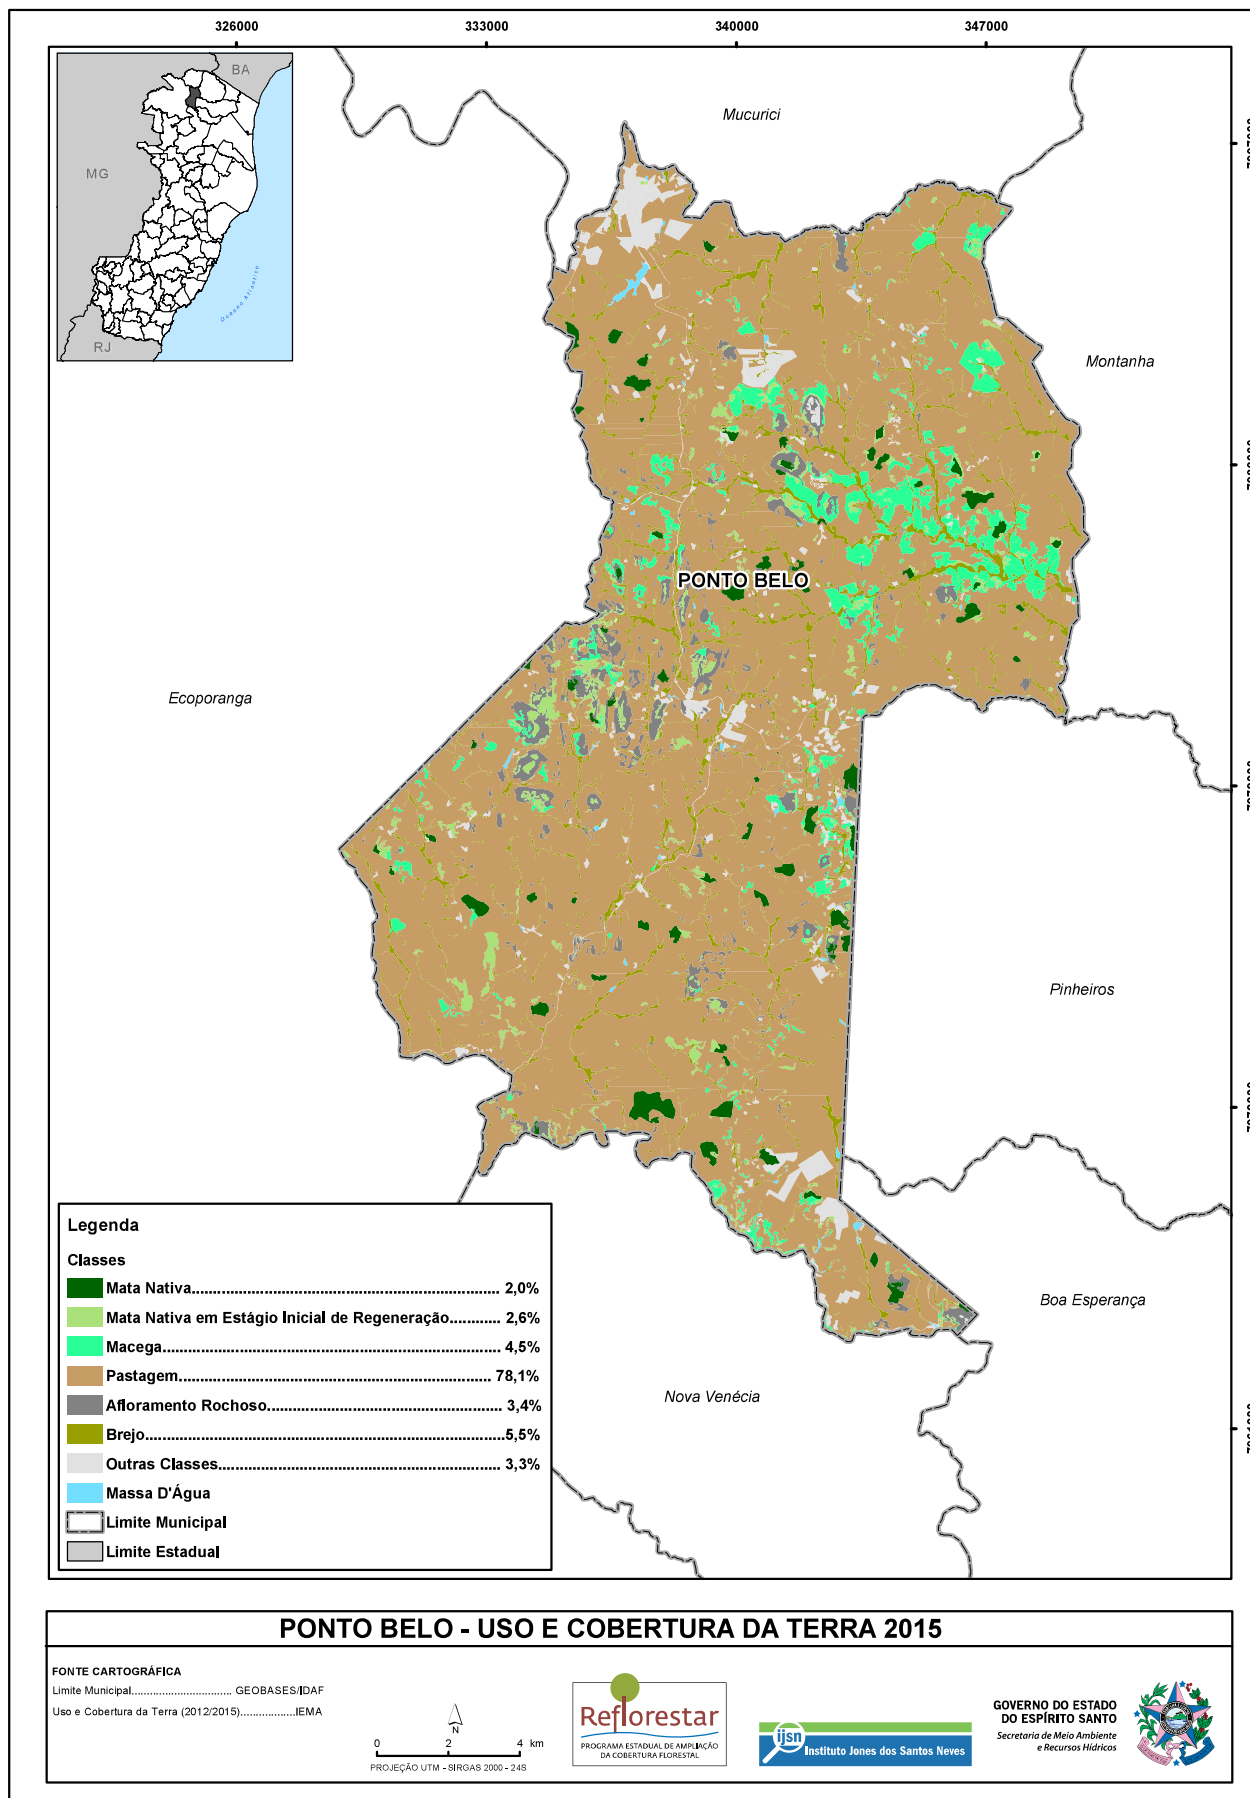 326000 333000 340000 347000
BA
MG
RJ
Oceano Atlântico
Mucurici
Montanha
PONTO BELO
Ecoporanga
Pinheiros
Boa Esperança
Nova Venécia
Legenda
Classes
Mata Nativa 2,0%
Mata Nativa em Estágio Inicial de Regeneração 2,6%
Macega 4,5%
Pastagem 78,1%
Afloramento Rochoso 3,4%
Brejo 5,5%
Outras Classes 3,3%
Massa D'Água
Limite Municipal
Limite Estadual
PONTO BELO - USO E COBERTURA DA TERRA 2015
FONTE CARTOGRÁFICA
Limite Municipal GEOBASES/IDAF
Uso e Cobertura da Terra (2012/2015) IEMA
N
0 2 4 km
PROJEÇÃO UTM - SIRGAS 2000 - 24S
Reflorestar
PROGRAMA ESTADUAL DE AMPLIAÇÃO
DA COBERTURA FLORESTAL
ijsn
Instituto Jones dos Santos Neves
GOVERNO DO ESTADO
DO ESPÍRITO SANTO
Secretaria de Meio Ambiente
e Recursos Hídricos